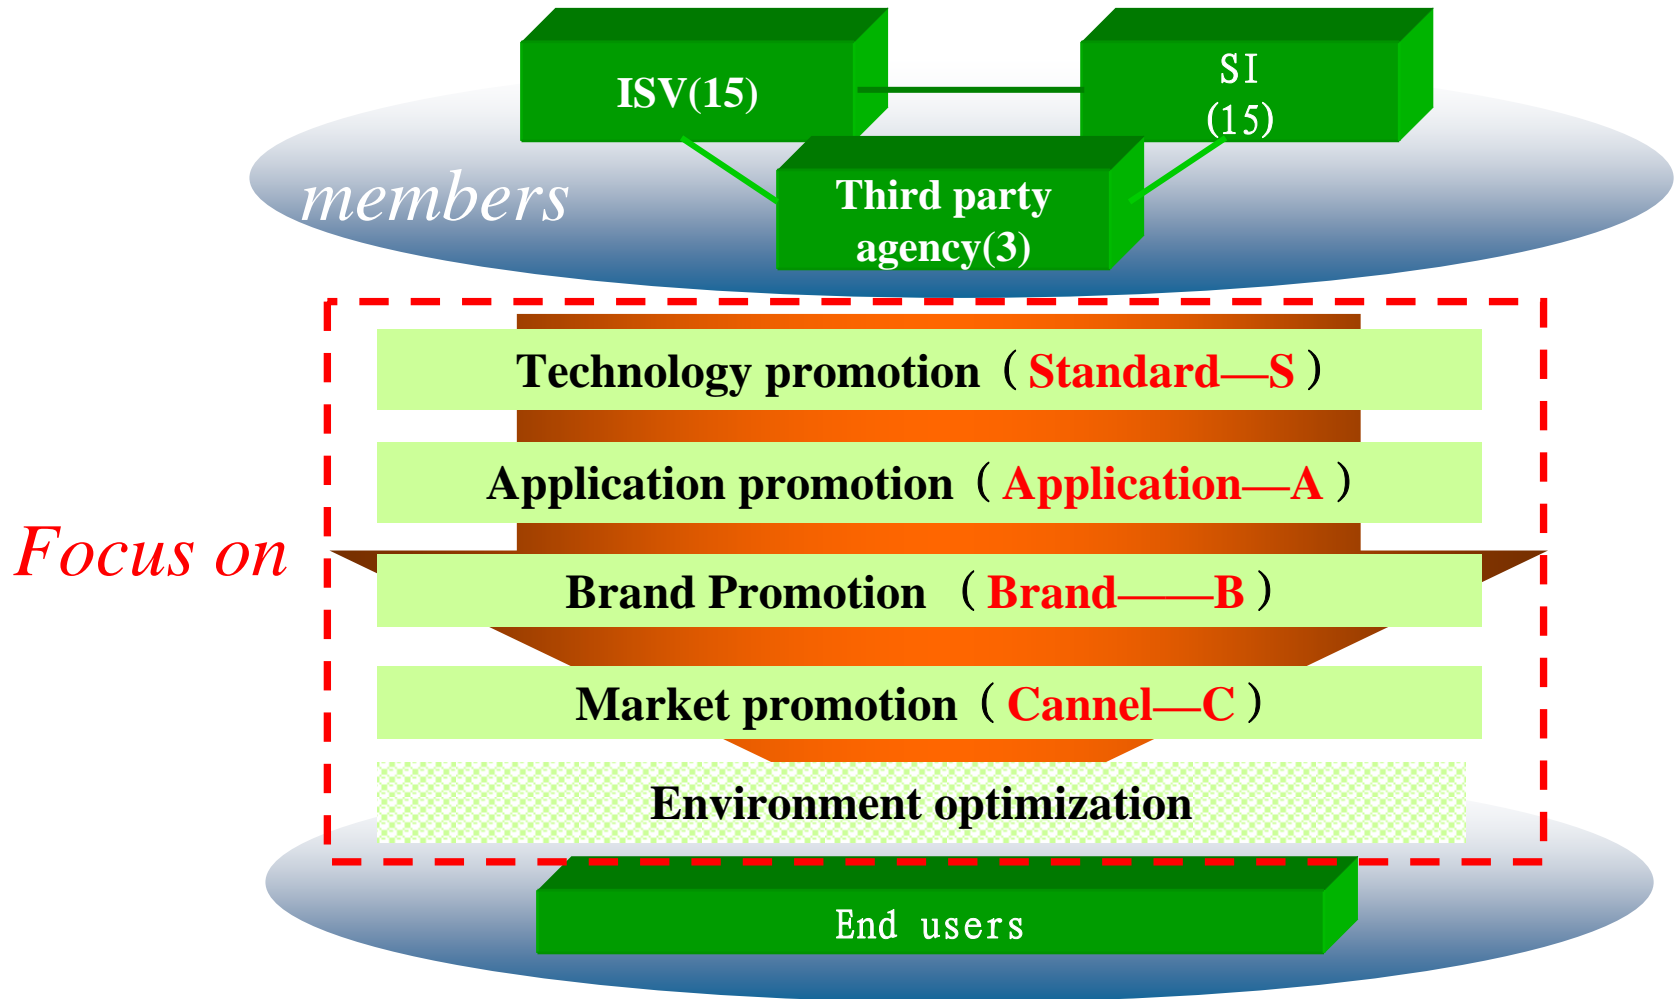 ISV(15)
SI
(15)
members
Third party
agency(3)
Technology promotion（Standard—S）
Application promotion（Application—A）
Focus on
Brand Promotion （Brand——B）
Market promotion（Cannel—C）
Environment optimization
End users